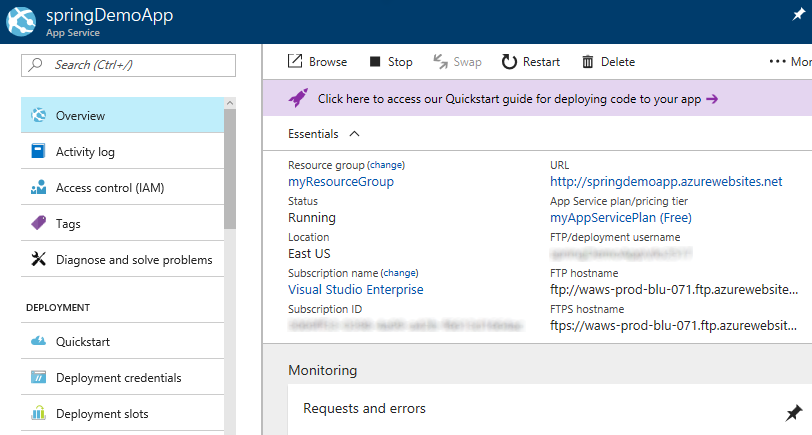 springDemoApp
App Service
Search (Ctrl+/)
Overview
Activity log
Access control (IAM)
Tags
Diagnose and solve problems
DEPLOYMENT
Quickstart
Deployment credentials
Deployment slots
Browse Stop Swap Restart Delete ••• Mor
Click here to access our Quickstart guide for deploying code to your app →
Essentials
Resource group (change)
myResourceGroup
Status
Running
Location
East US
Subscription name (change)
Visual Studio Enterprise
Subscription ID
URL
http://springdemoapp.azurewebsites.net
App Service plan/pricing tier
myAppServicePlan (Free)
FTP/deployment username
FTP hostname
ftp://waws-prod-blu-071.ftp.azurewebsite...
FTPS hostname
ftps://waws-prod-blu-071.ftp.azurewebsit...
Monitoring
Requests and errors